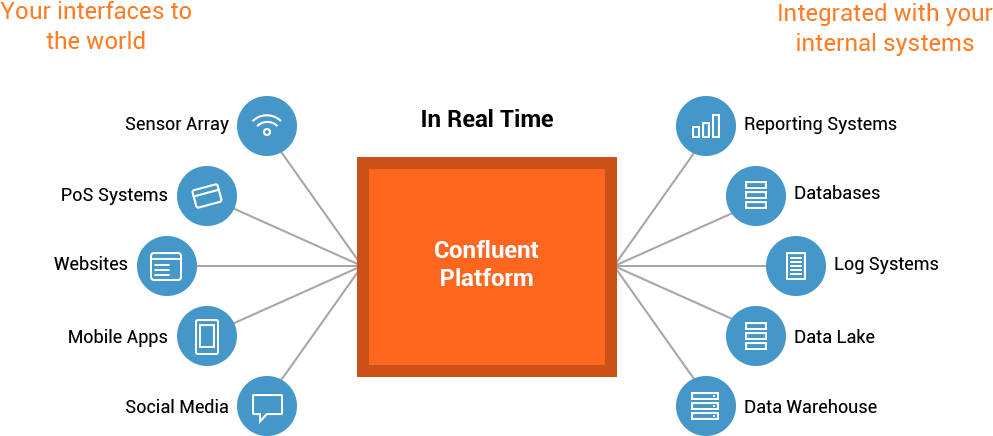 Your interfaces to
the world
Integrated with your
internal systems
In Real Time
Sensor Array
PoS Systems
Websites
Mobile Apps
Social Media
Confluent
Platform
Reporting Systems
Databases
Log Systems
Data Lake
Data Warehouse